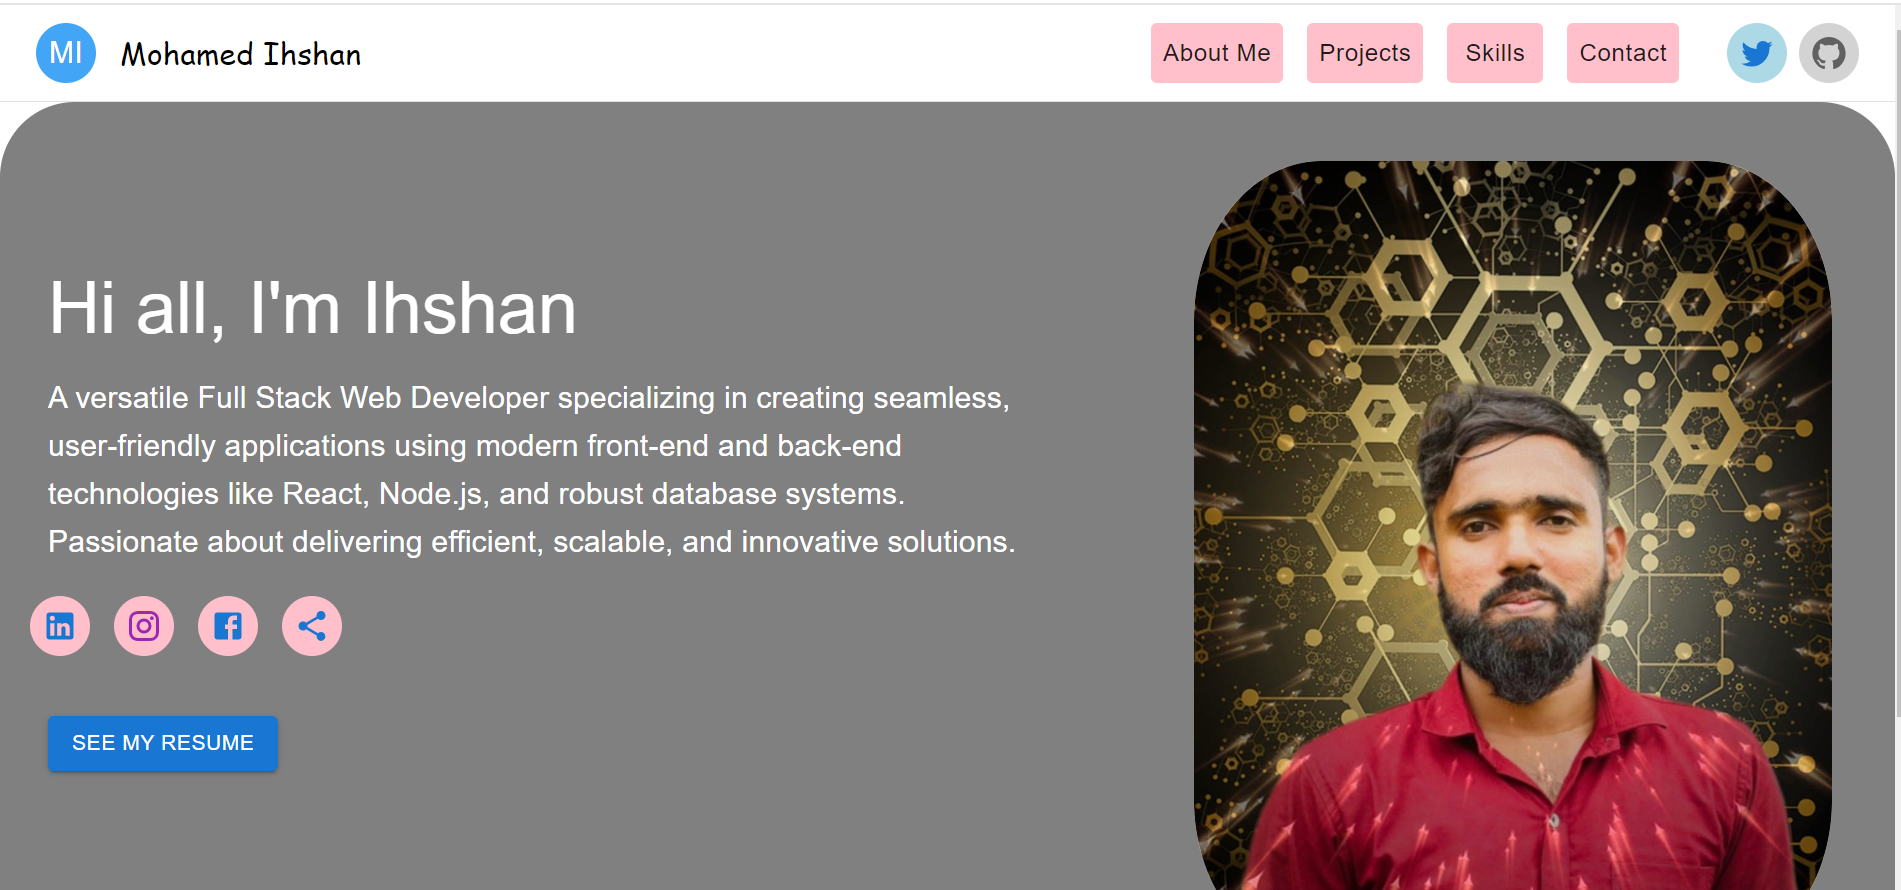 MI Mohamed Ihshan About Me Projects Skills Contact
Hi all, I'm Ihshan
A versatile Full Stack Web Developer specializing in creating seamless,
user-friendly applications using modern front-end and back-end
technologies like React, Node.js, and robust database systems.
Passionate about delivering efficient, scalable, and innovative solutions.
SEE MY RESUME